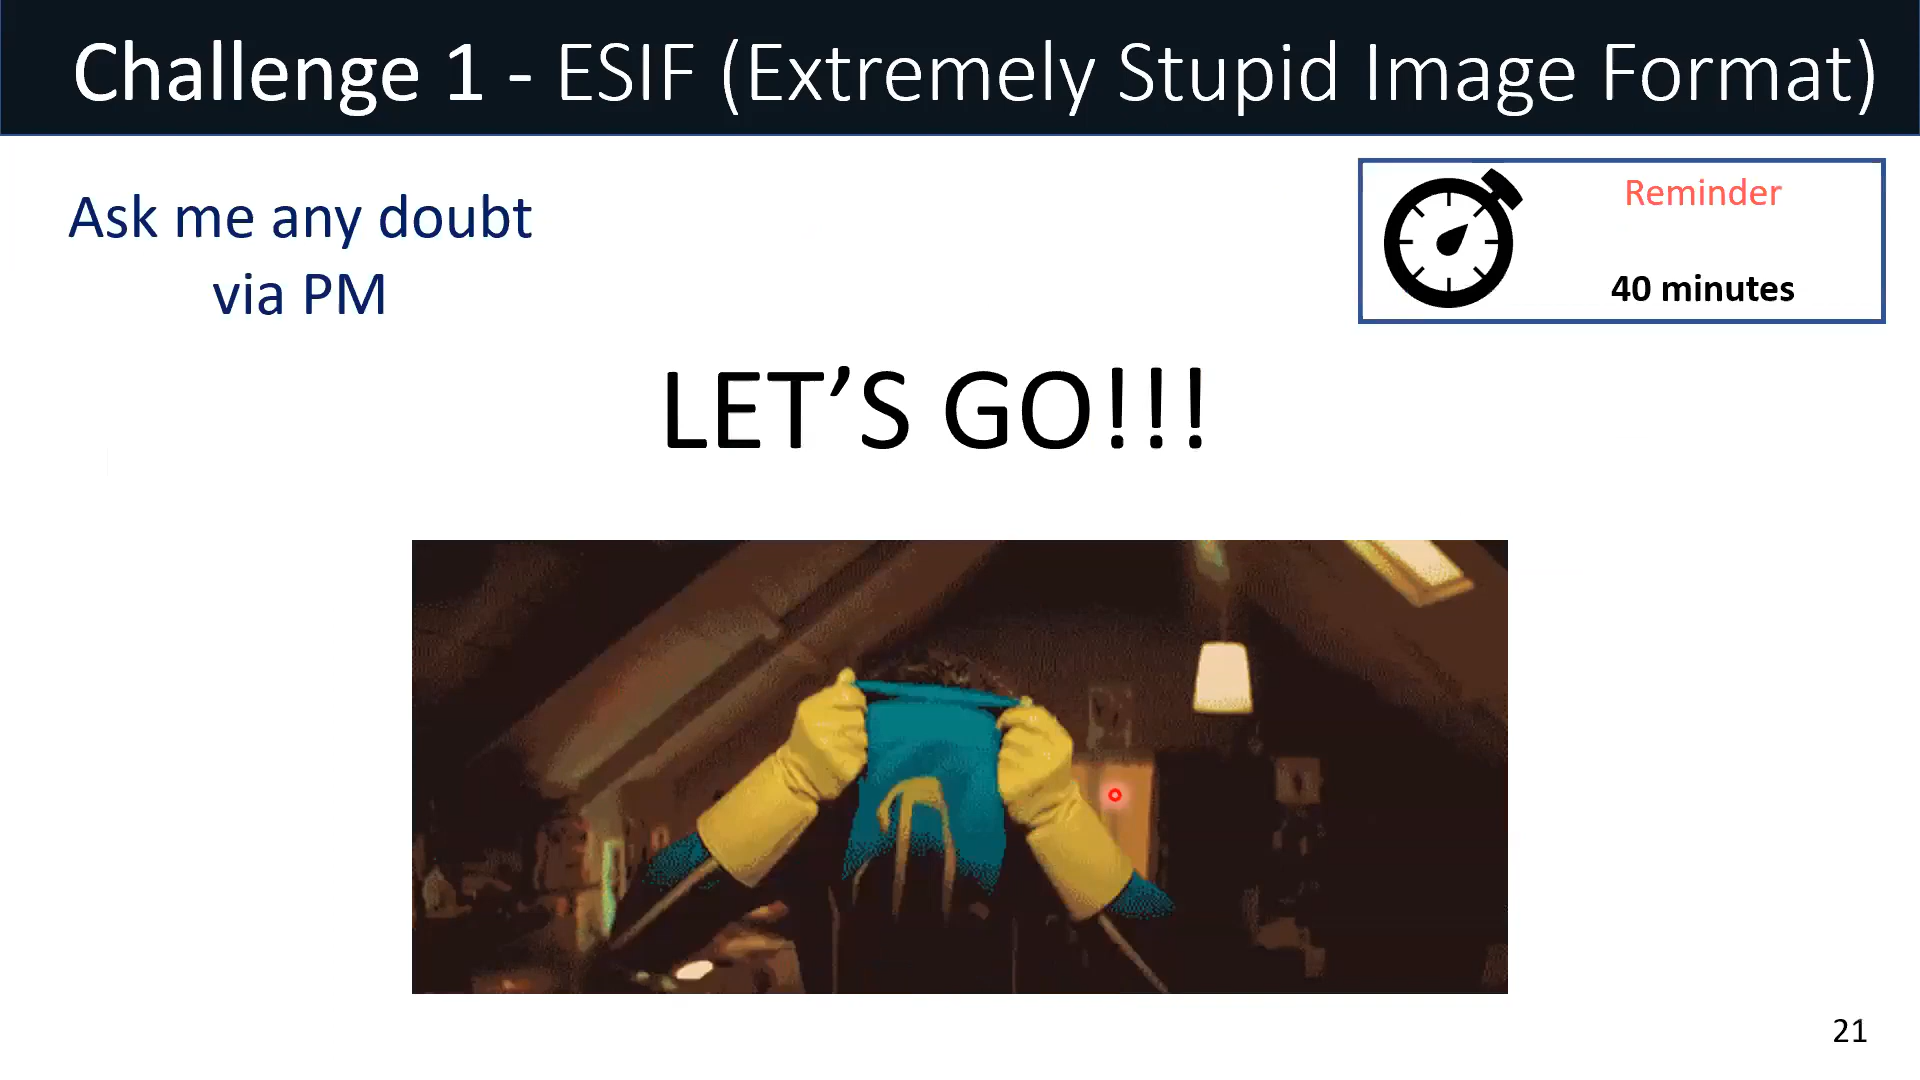 Challenge 1 - ESIF (Extremely Stupid Image Format)
Ask me any doubt
via PM
Reminder
40 minutes
LET’S GO!!!
21